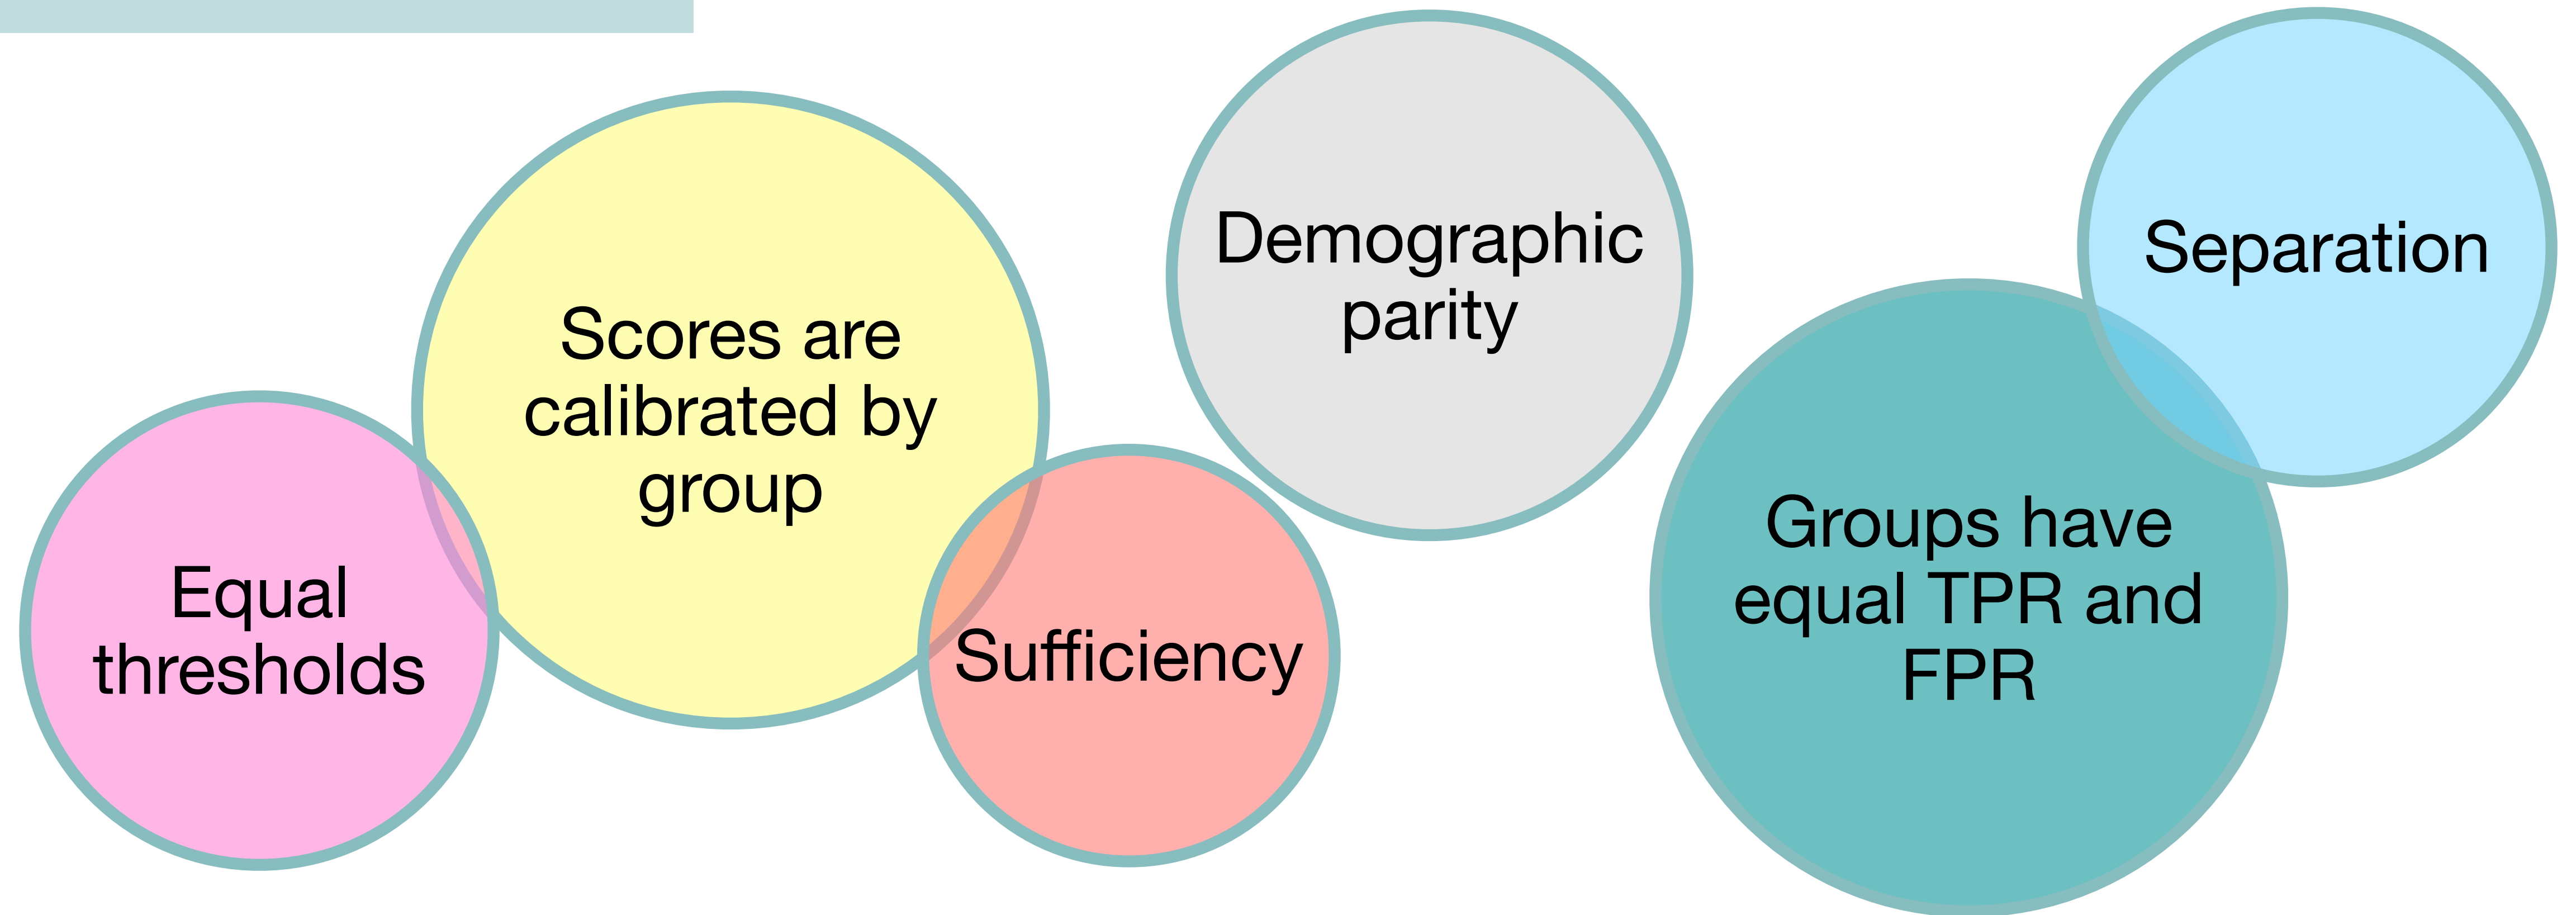 Equal
thresholds
Scores are
calibrated by
group
Sufficiency
Demographic
parity
Groups have
equal TPR and
FPR
Separation